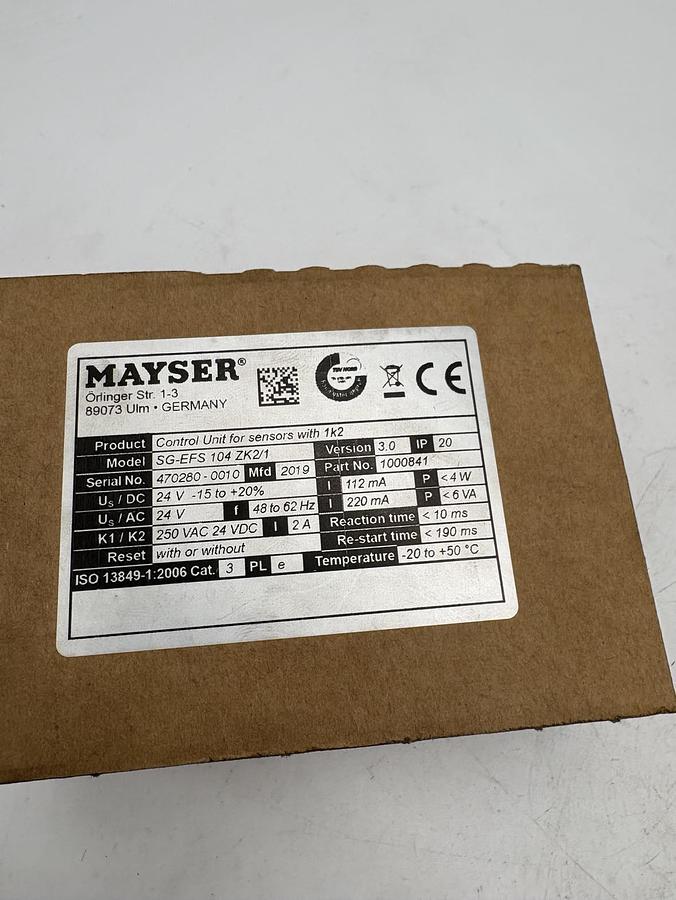 MAYSER®
Örlinger Str. 1-3
89073 Ulm • GERMANY
TÜV NORD
CE
Product Control Unit for sensors with 1k2
Model SG-EFS 104 ZK2/1 Version 3.0 IP 20
Serial No. 470280 - 0010 Mfd 2019 Part No. 1000841
Us / DC 24 V -15 to +20% I 112 mA P < 4 W
Us / AC 24 V f 48 to 62 Hz I 220 mA P < 6 VA
K1 / K2 250 VAC 24 VDC I 2 A Reaction time < 10 ms
Reset with or without Re-start time < 190 ms
ISO 13849-1:2006 Cat. 3 PL e Temperature -20 to +50 °C